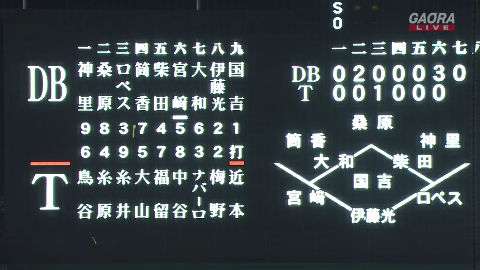 GAORA
LIVE
S
O
一 二 三 四 五 六 七 八 九
DB 神里 桑原 ロペス 筒香 柴田 宮﨑 大和 伊藤光 国吉
9 8 3 7 4 5 6 2 1
6 4 9 5 7 8 3 2 打
T 鳥谷 糸原 糸井 大山 福留 中谷 ナバーロ 梅野 近本
一 二 三 四 五 六 七 八
DB 0 2 0 0 0 3 0
T 0 0 1 0 0 0
桑原
筒香 神里
大和 柴田
国吉
宮﨑 ロペス
伊藤光